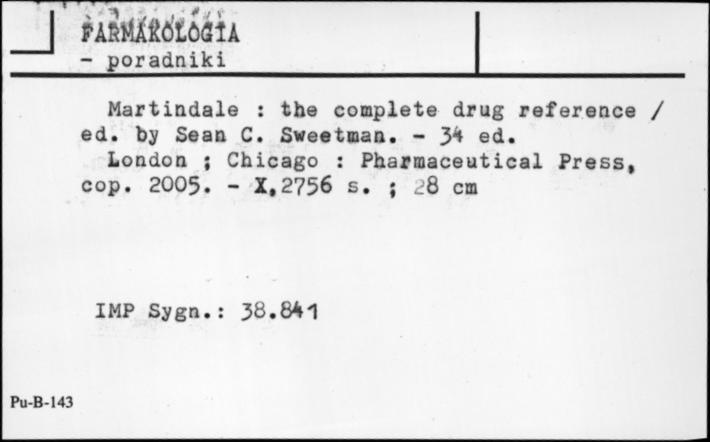 FARMAKOLOGIA
- poradniki
Martindale : the complete drug reference /
ed. by Sean C. Sweetman. - 34 ed.
London ; Chicago : Pharmaceutical Press,
cop. 2005. - X,2756 s. ; 28 cm
IMP Sygn.: 38.841
Pu-B-143